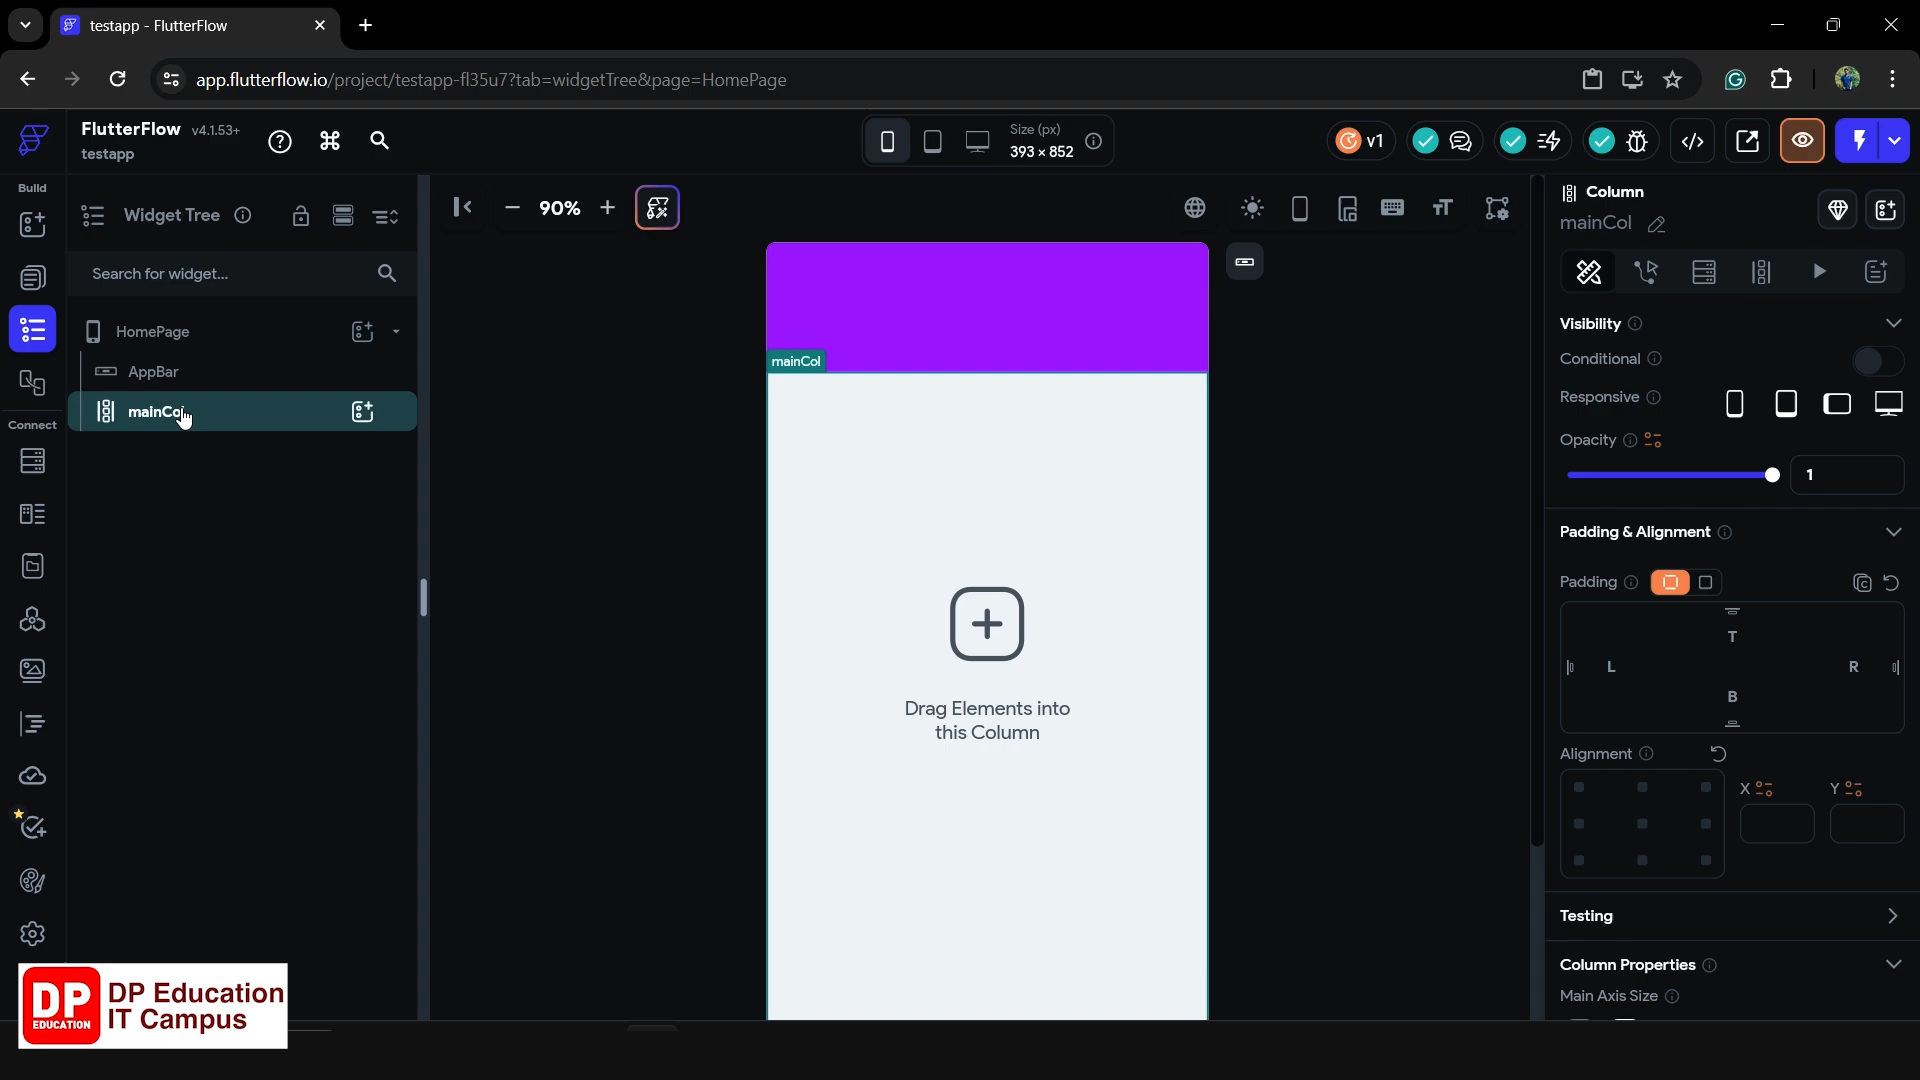 testapp - FlutterFlow
app.flutterflow.io/project/testapp-fl35u7?tab=widgetTree&page=HomePage
FlutterFlow v4.1.53+
testapp
Size (px)
393 × 852
v1
Build
Connect
Widget Tree
Search for widget...
HomePage
AppBar
mainCol
90%
mainCol
Drag Elements into
this Column
Column
mainCol
Visibility
Conditional
Responsive
Opacity
1
Padding & Alignment
Padding
T
L R
B
Alignment
X Y
Testing
Column Properties
Main Axis Size
DP DP Education
EDUCATION IT Campus